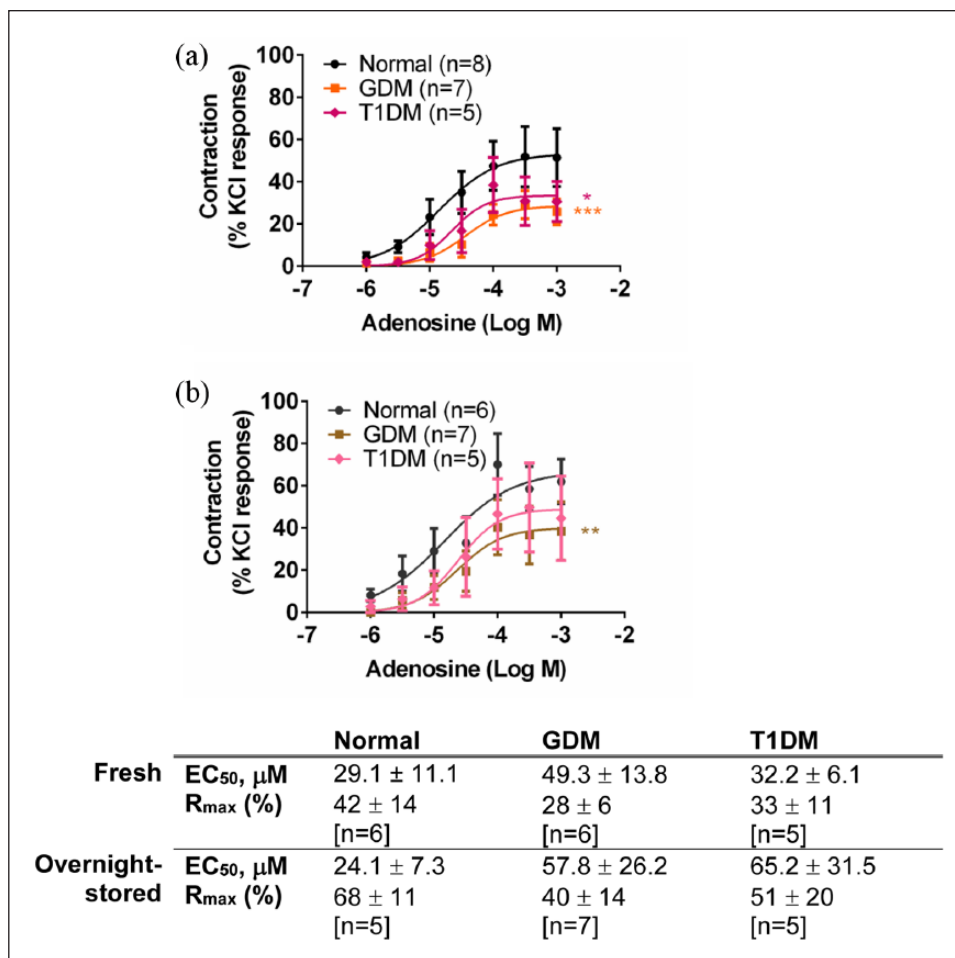 (a)
Normal (n=8)
GDM (n=7)
T1DM (n=5)
Contraction
(% KCl response)
100
80
60
40
20
0
*
***
-7 -6 -5 -4 -3 -2
Adenosine (Log M)
(b)
Normal (n=6)
GDM (n=7)
T1DM (n=5)
Contraction
(% KCl response)
100
80
60
40
20
0
**
-7 -6 -5 -4 -3 -2
Adenosine (Log M)
Normal GDM T1DM
Fresh EC50, μM 29.1 ± 11.1 49.3 ± 13.8 32.2 ± 6.1
Rmax (%) 42 ± 14 28 ± 6 33 ± 11
[n=6] [n=6] [n=5]
Overnight- EC50, μM 24.1 ± 7.3 57.8 ± 26.2 65.2 ± 31.5
stored Rmax (%) 68 ± 11 40 ± 14 51 ± 20
[n=5] [n=7] [n=5]